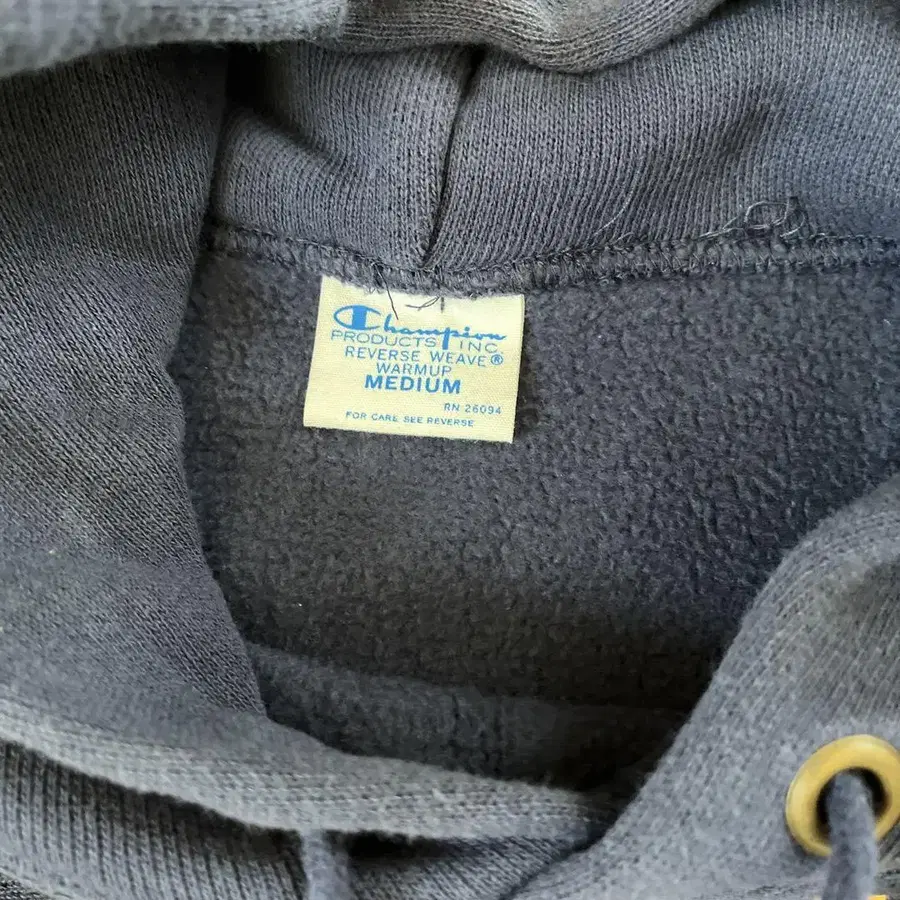 Champion
PRODUCTS INC.
REVERSE WEAVE®
WARMUP
MEDIUM
RN 26094
FOR CARE SEE REVERSE